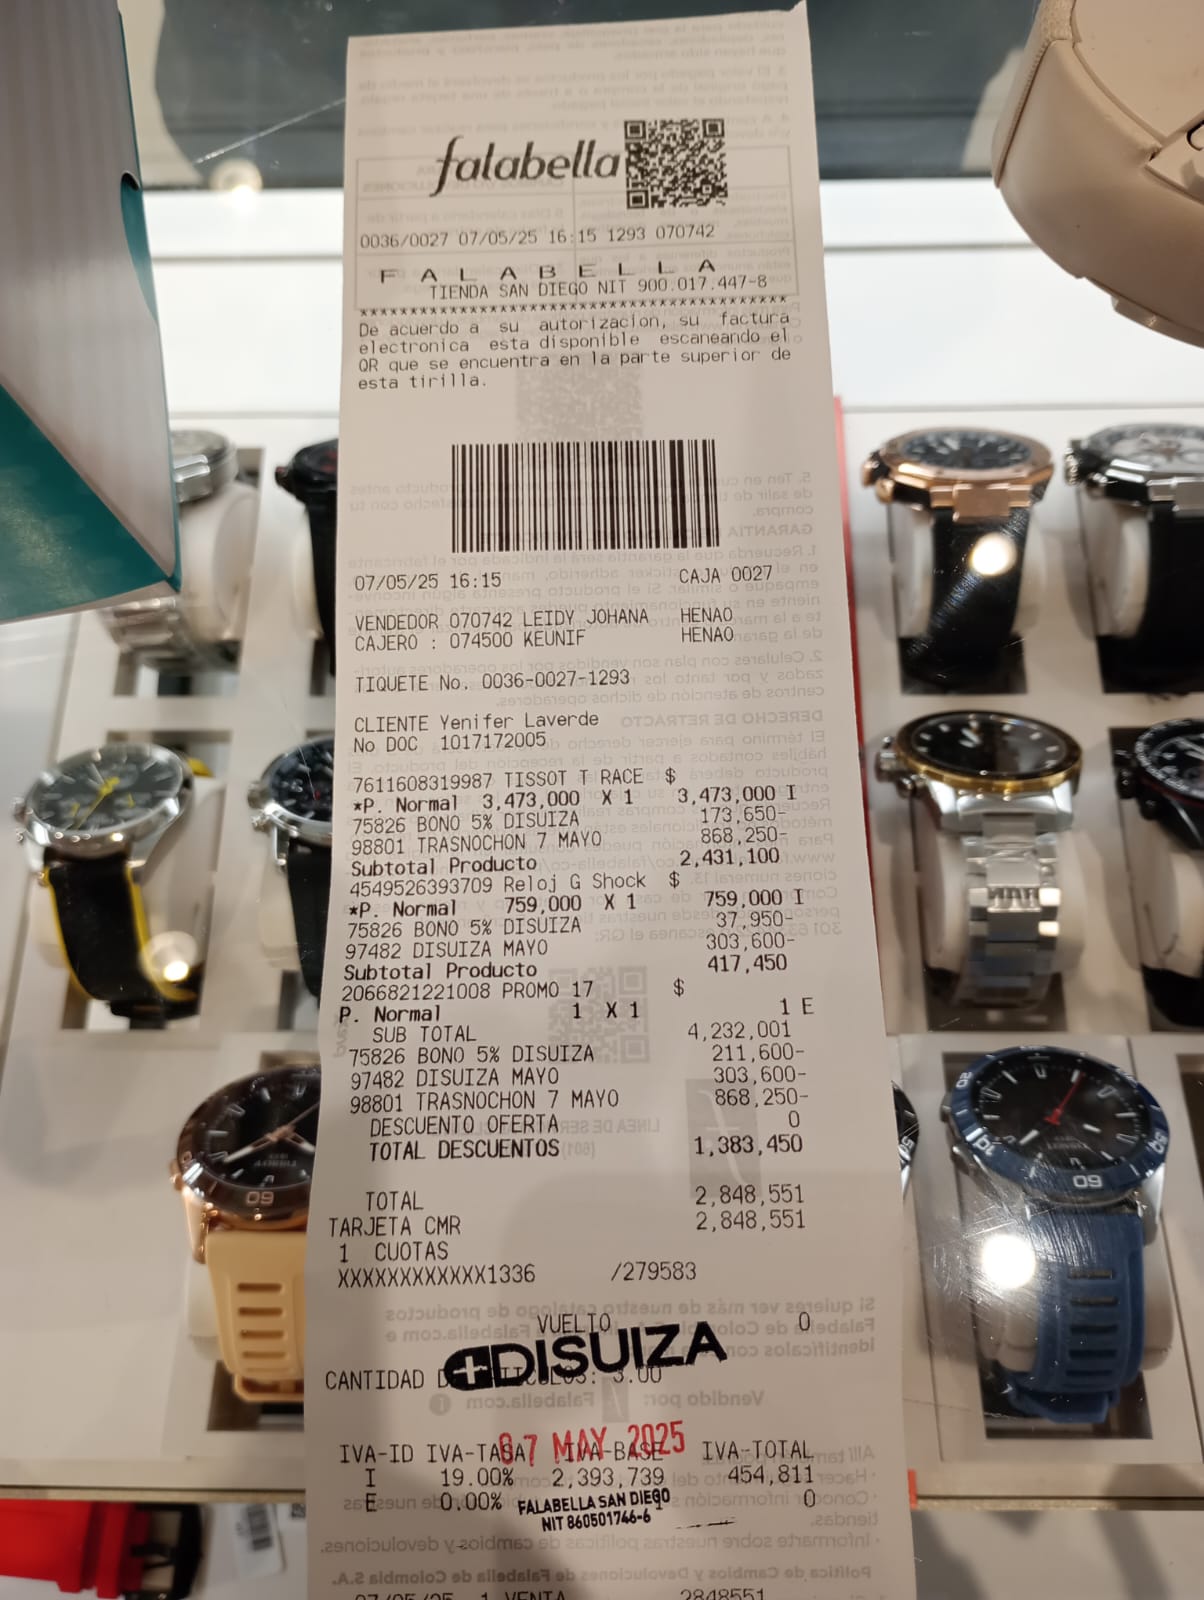 falabella
0036/0027 07/05/25 16:15 1293 070742
F A L A B E L L A
TIENDA SAN DIEGO NIT 900.017.447-8
De acuerdo a su autorizacion, su factura
electronica esta disponible escaneando el
QR que se encuentra en la parte superior de
esta tirilla.
07/05/25 16:15 CAJA 0027
VENDEDOR 070742 LEIDY JOHANA HENAO
CAJERO : 074500 KEUNIF HENAO
TIQUETE No. 0036-0027-1293
CLIENTE Yenifer Laverde
No DOC 1017172005
7611608319987 TISSOT T RACE $
*P. Normal 3,473,000 X 1 3,473,000 I
75826 BONO 5% DISUIZA 173,650-
98801 TRASNOCHON 7 MAYO 868,250-
Subtotal Producto 2,431,100
4549526393709 Reloj G Shock $
*P. Normal 759,000 X 1 759,000 I
75826 BONO 5% DISUIZA 37,950-
97482 DISUIZA MAYO 303,600-
Subtotal Producto 417,450
2066821221008 PROMO 17 $
P. Normal 1 X 1 1 E
SUB TOTAL 4,232,001
75826 BONO 5% DISUIZA 211,600-
97482 DISUIZA MAYO 303,600-
98801 TRASNOCHON 7 MAYO 868,250-
DESCUENTO OFERTA 0
TOTAL DESCUENTOS 1,383,450
TOTAL 2,848,551
TARJETA CMR 2,848,551
1 CUOTAS
XXXXXXXXXXXX1336 /279583
VUELTO 0
DISUIZA
CANTIDAD 3.00
07 MAY 2025
IVA-ID IVA-TASA IVA-BASE IVA-TOTAL
I 19.00% 2,393,739 454,811
E 0.00% 0
FALABELLA SAN DIEGO
NIT 860501746-6
07/05/25 1 VENTA 2848551